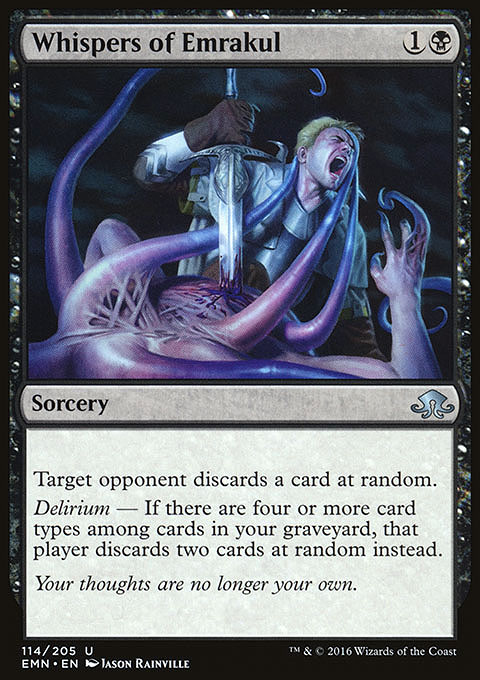 Whispers of Emrakul 1
Sorcery
Target opponent discards a card at random.
Delirium — If there are four or more card
types among cards in your graveyard, that
player discards two cards at random instead.
Your thoughts are no longer your own.
114/205 U
EMN • EN Jason Rainville
™ & © 2016 Wizards of the Coast